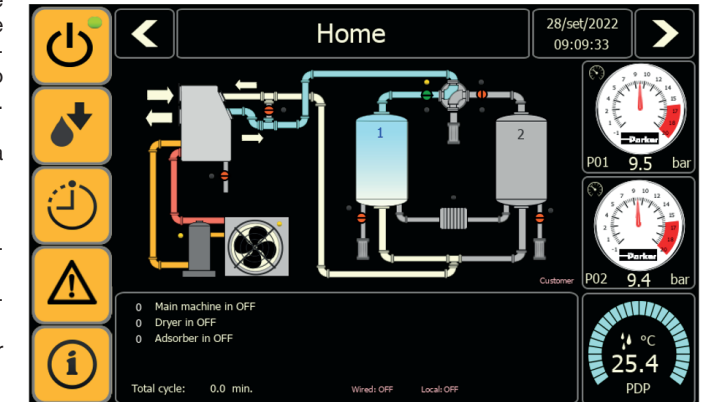 Home
28/set/2022
09:09:33
1
2
Parker
P01 9.5 bar
Parker
P02 9.4 bar
Customer
0 Main machine in OFF
0 Dryer in OFF
0 Adsorber in OFF
Total cycle: 0.0 min.
Wired: OFF Local: OFF
°C
25.4
PDP